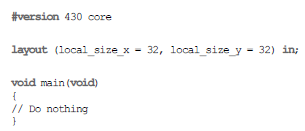 #version 430 core
layout (local_size_x = 32, local_size_y = 32) in;
void main(void)
{
// Do nothing
}